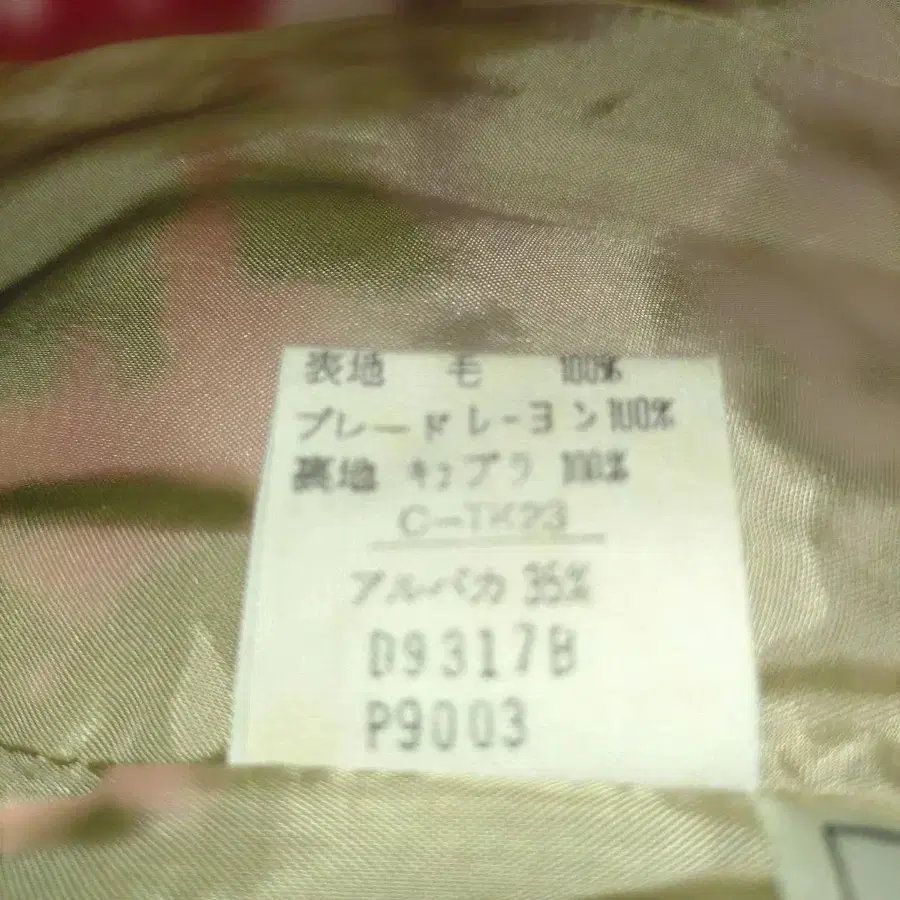 表地 毛 100%
ブレードレーヨン100%
裏地 キュプラ 100%
C-TK23
アルパカ 35%
D9317B
P9003